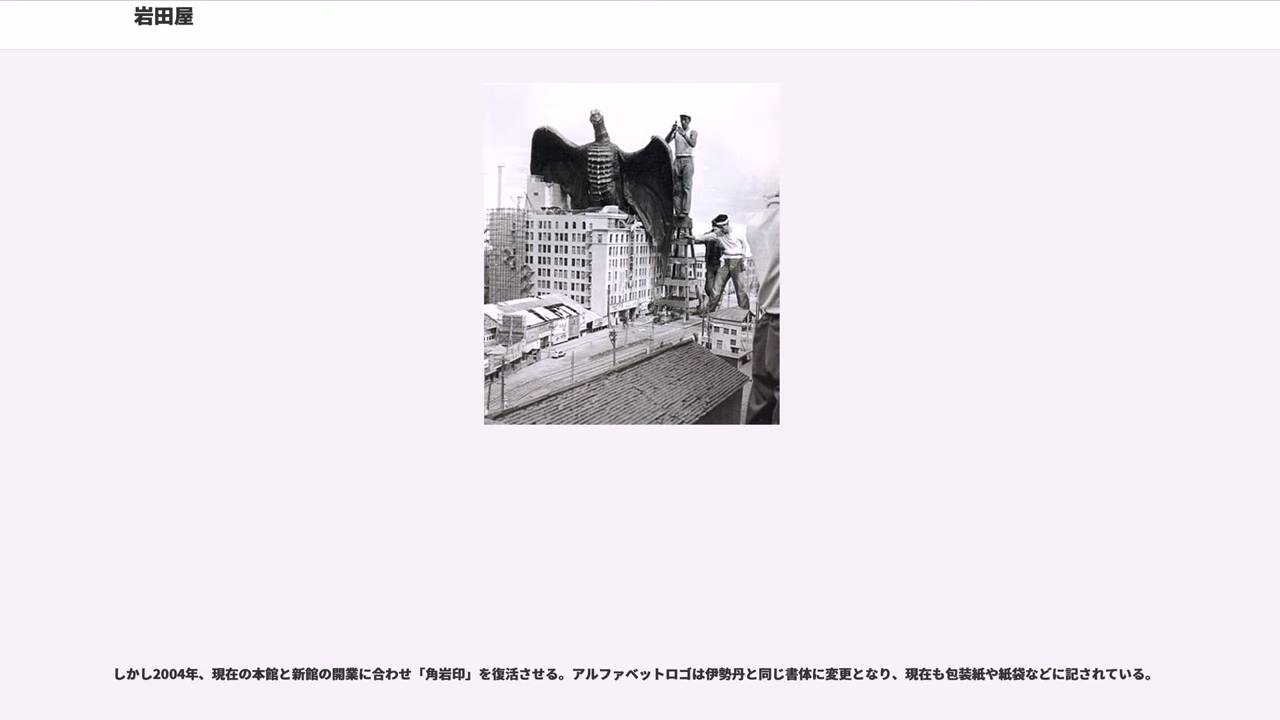 岩田屋
しかし2004年、現在の本館と新館の開業に合わせ「角岩印」を復活させる。アルファベットロゴは伊勢丹と同じ書体に変更となり、現在も包装紙や紙袋などに記されている。